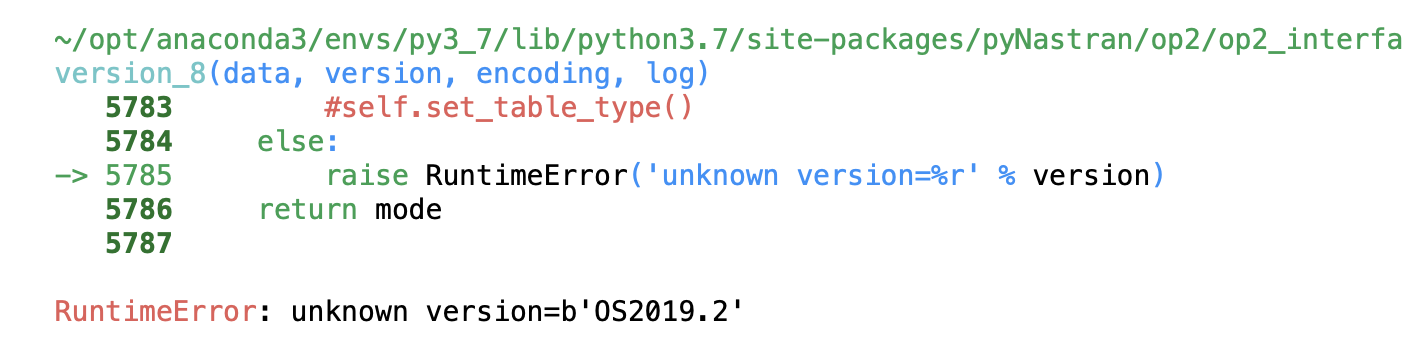 ~/opt/anaconda3/envs/py3_7/lib/python3.7/site-packages/pyNastran/op2/op2_interfa
version_8(data, version, encoding, log)
   5783         #self.set_table_type()
   5784     else:
-> 5785         raise RuntimeError('unknown version=%r' % version)
   5786     return mode
   5787

RuntimeError: unknown version=b'OS2019.2'